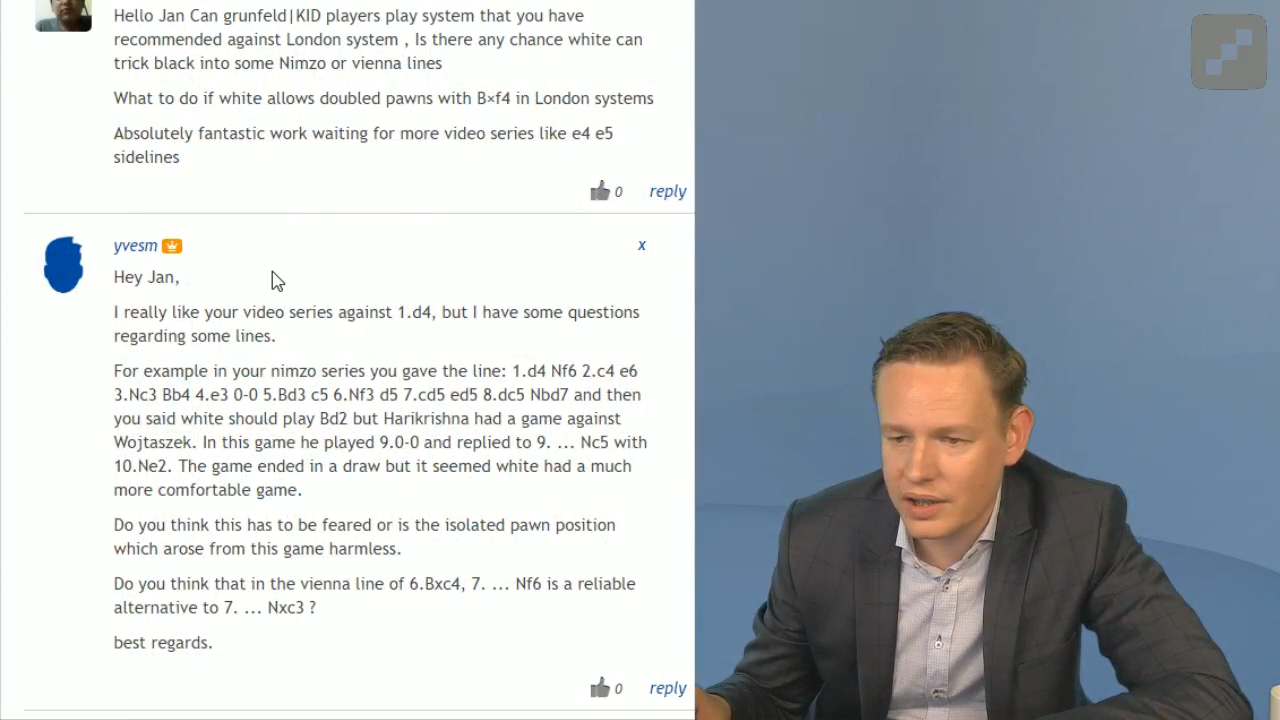 Hello Jan Can grunfeld|KID players play system that you have
recommended against London system , Is there any chance white can
trick black into some Nimzo or vienna lines
What to do if white allows doubled pawns with B×f4 in London systems
Absolutely fantastic work waiting for more video series like e4 e5
sidelines
0 reply
yvesm x
Hey Jan,
I really like your video series against 1.d4, but I have some questions
regarding some lines.
For example in your nimzo series you gave the line: 1.d4 Nf6 2.c4 e6
3.Nc3 Bb4 4.e3 0-0 5.Bd3 c5 6.Nf3 d5 7.cd5 ed5 8.dc5 Nbd7 and then
you said white should play Bd2 but Harikrishna had a game against
Wojtaszek. In this game he played 9.0-0 and replied to 9. ... Nc5 with
10.Ne2. The game ended in a draw but it seemed white had a much
more comfortable game.
Do you think this has to be feared or is the isolated pawn position
which arose from this game harmless.
Do you think that in the vienna line of 6.Bxc4, 7. ... Nf6 is a reliable
alternative to 7. ... Nxc3 ?
best regards.
0 reply